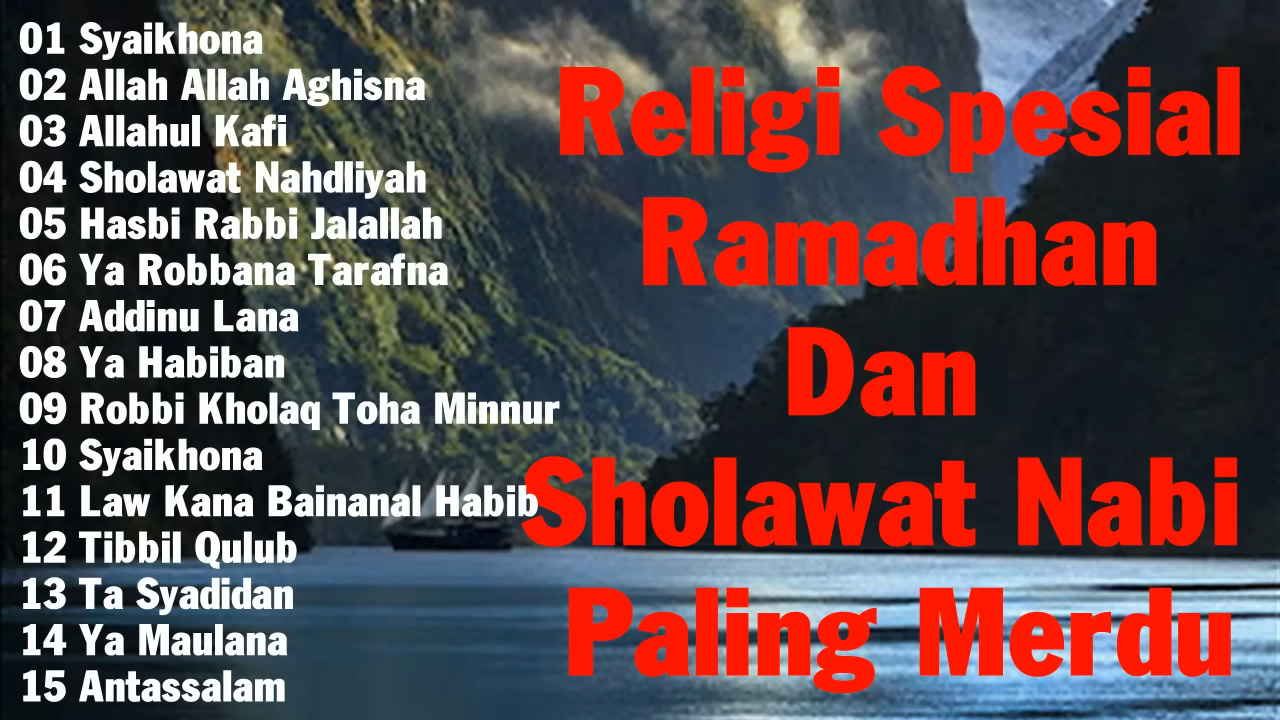 01 Syaikhona
02 Allah Allah Aghisna
03 Allahul Kafi
04 Sholawat Nahdliyah
05 Hasbi Rabbi Jalallah
06 Ya Robbana Tarafna
07 Addinu Lana
08 Ya Habiban
09 Robbi Kholaq Toha Minnur
10 Syaikhona
11 Law Kana Bainanal Habib
12 Tibbil Qulub
13 Ta Syadidan
14 Ya Maulana
15 Antassalam
Religi Spesial
Ramadhan
Dan
Sholawat Nabi
Paling Merdu